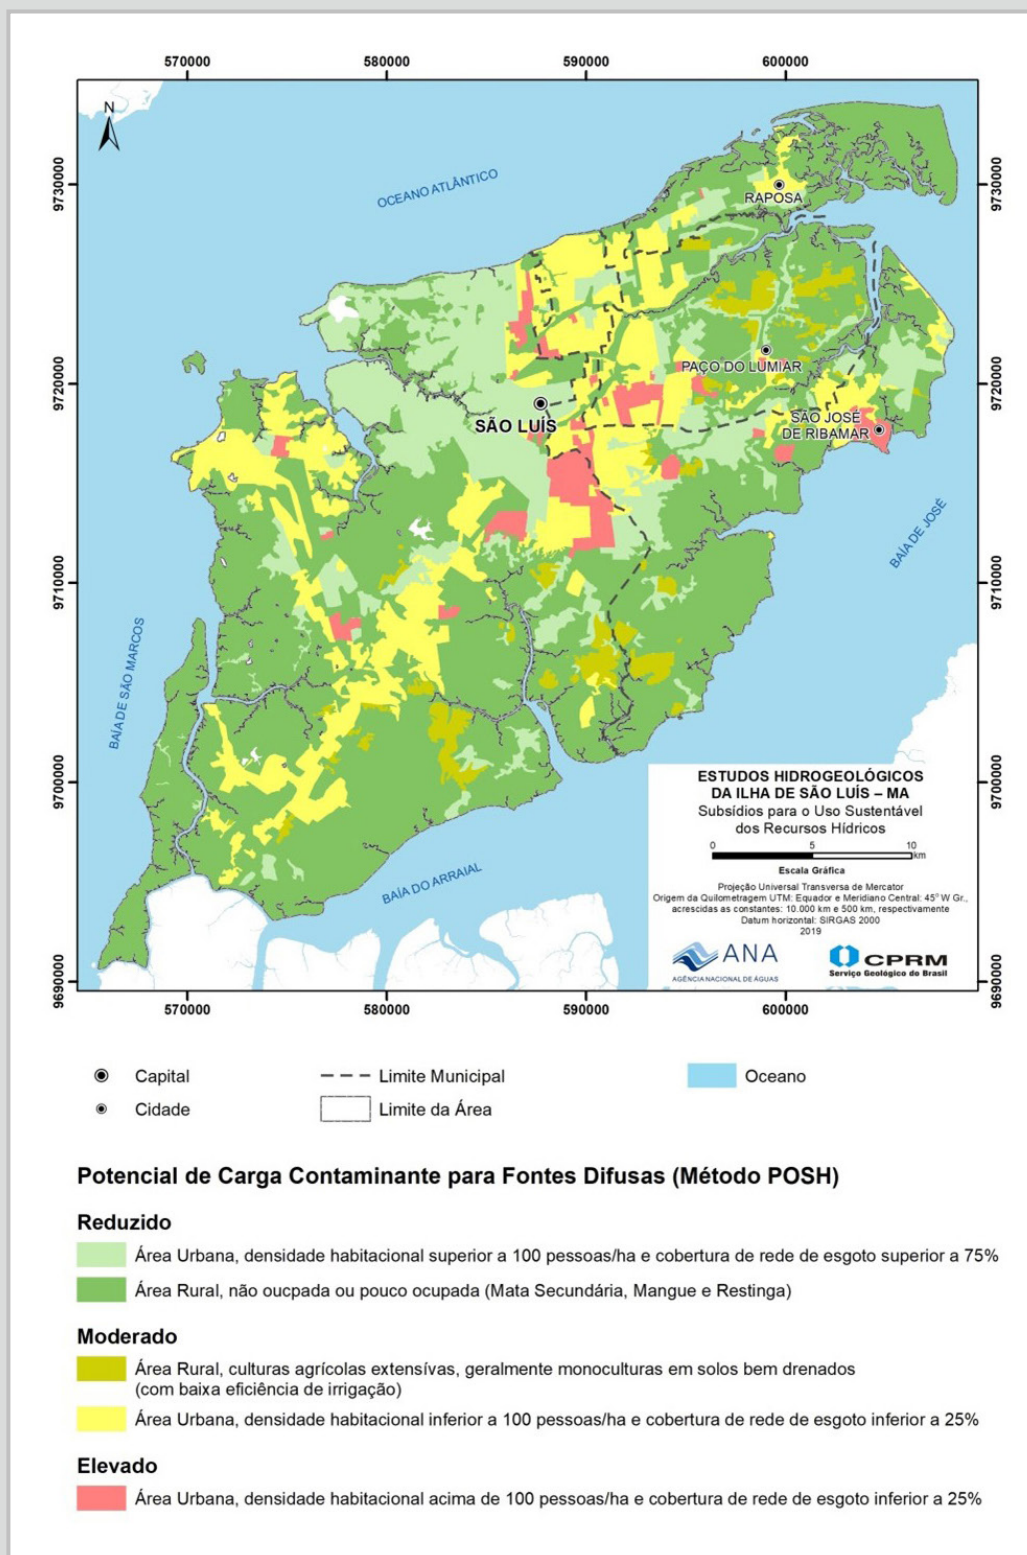 570000
580000
590000
600000
N
9730000
9730000
OCEANO ATLÂNTICO
RAPOSA
9720000
9720000
PAÇO DO LUMIAR
SÃO LUÍS
SÃO JOSÉ
DE RIBAMAR
BAÍA DE JOSÉ
9710000
9710000
BAÍA DE SÃO MARCOS
9700000
9700000
BAÍA DO ARRAIAL
9690000
9690000
ESTUDOS HIDROGEOLÓGICOS
DA ILHA DE SÃO LUÍS – MA
Subsídios para o Uso Sustentável
dos Recursos Hídricos
0 5 10
km
Escala Gráfica
Projeção Universal Transversa de Mercator
Origem da Quilometragem UTM: Equador e Meridiano Central: 45° W Gr.,
acrescidas as constantes: 10.000 km e 500 km, respectivamente
Datum horizontal: SIRGAS 2000
2019
ANA
AGÊNCIA NACIONAL DE ÁGUAS
CPRM
Serviço Geológico do Brasil
570000
580000
590000
600000
Capital
Limite Municipal
Oceano
Cidade
Limite da Área
Potencial de Carga Contaminante para Fontes Difusas (Método POSH)
Reduzido
Área Urbana, densidade habitacional superior a 100 pessoas/ha e cobertura de rede de esgoto superior a 75%
Área Rural, não oucpada ou pouco ocupada (Mata Secundária, Mangue e Restinga)
Moderado
Área Rural, culturas agrícolas extensívas, geralmente monoculturas em solos bem drenados
(com baixa eficiência de irrigação)
Área Urbana, densidade habitacional inferior a 100 pessoas/ha e cobertura de rede de esgoto inferior a 25%
Elevado
Área Urbana, densidade habitacional acima de 100 pessoas/ha e cobertura de rede de esgoto inferior a 25%